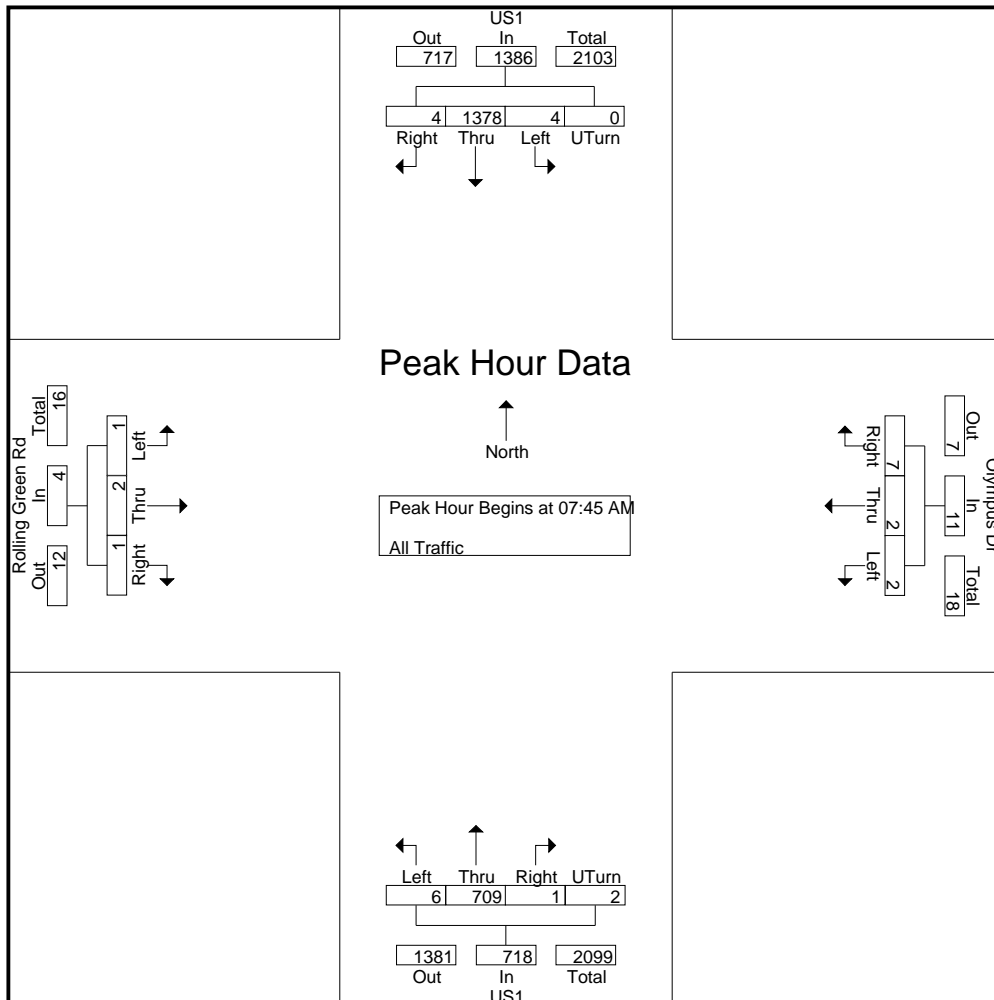 US1
Out In Total
717 1386 2103
4 1378 4 0
Right Thru Left UTurn
Peak Hour Data
North
Peak Hour Begins at 07:45 AM
All Traffic
Rolling Green Rd
Out In Total
12 4 16
1 2 1
Right Thru Left
Olympus Dr
Out In Total
7 11 18
Right Thru Left
7 2 2
Left Thru Right UTurn
6 709 1 2
1381 718 2099
Out In Total
US1